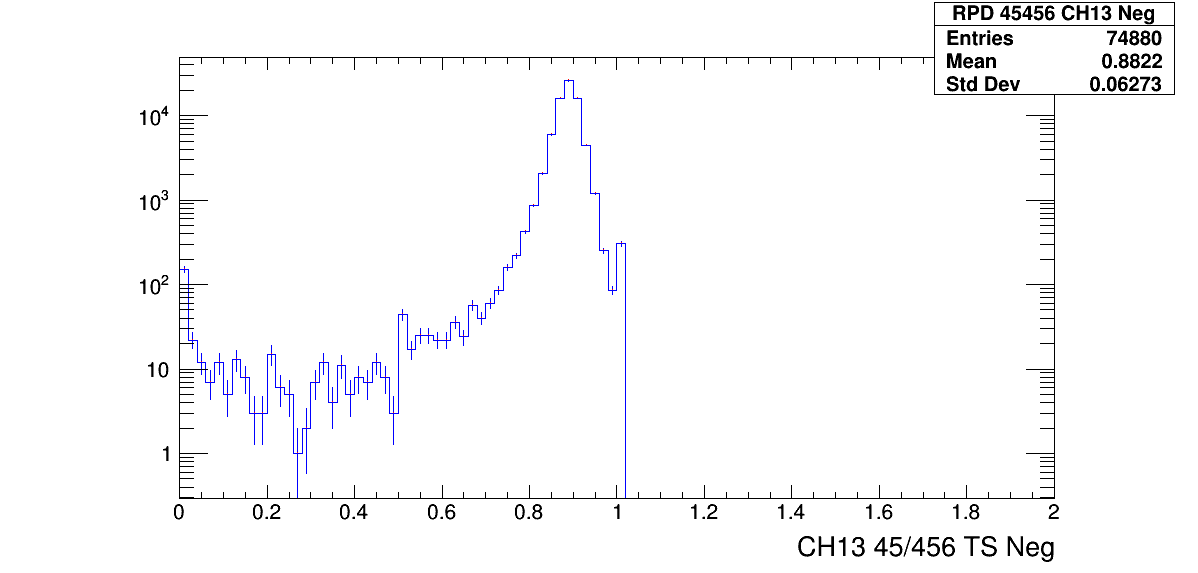 RPD 45456 CH13 Neg
Entries 74880
Mean 0.8822
Std Dev 0.06273
10^4
10^3
10^2
10
1
0 0.2 0.4 0.6 0.8 1 1.2 1.4 1.6 1.8 2
CH13 45/456 TS Neg